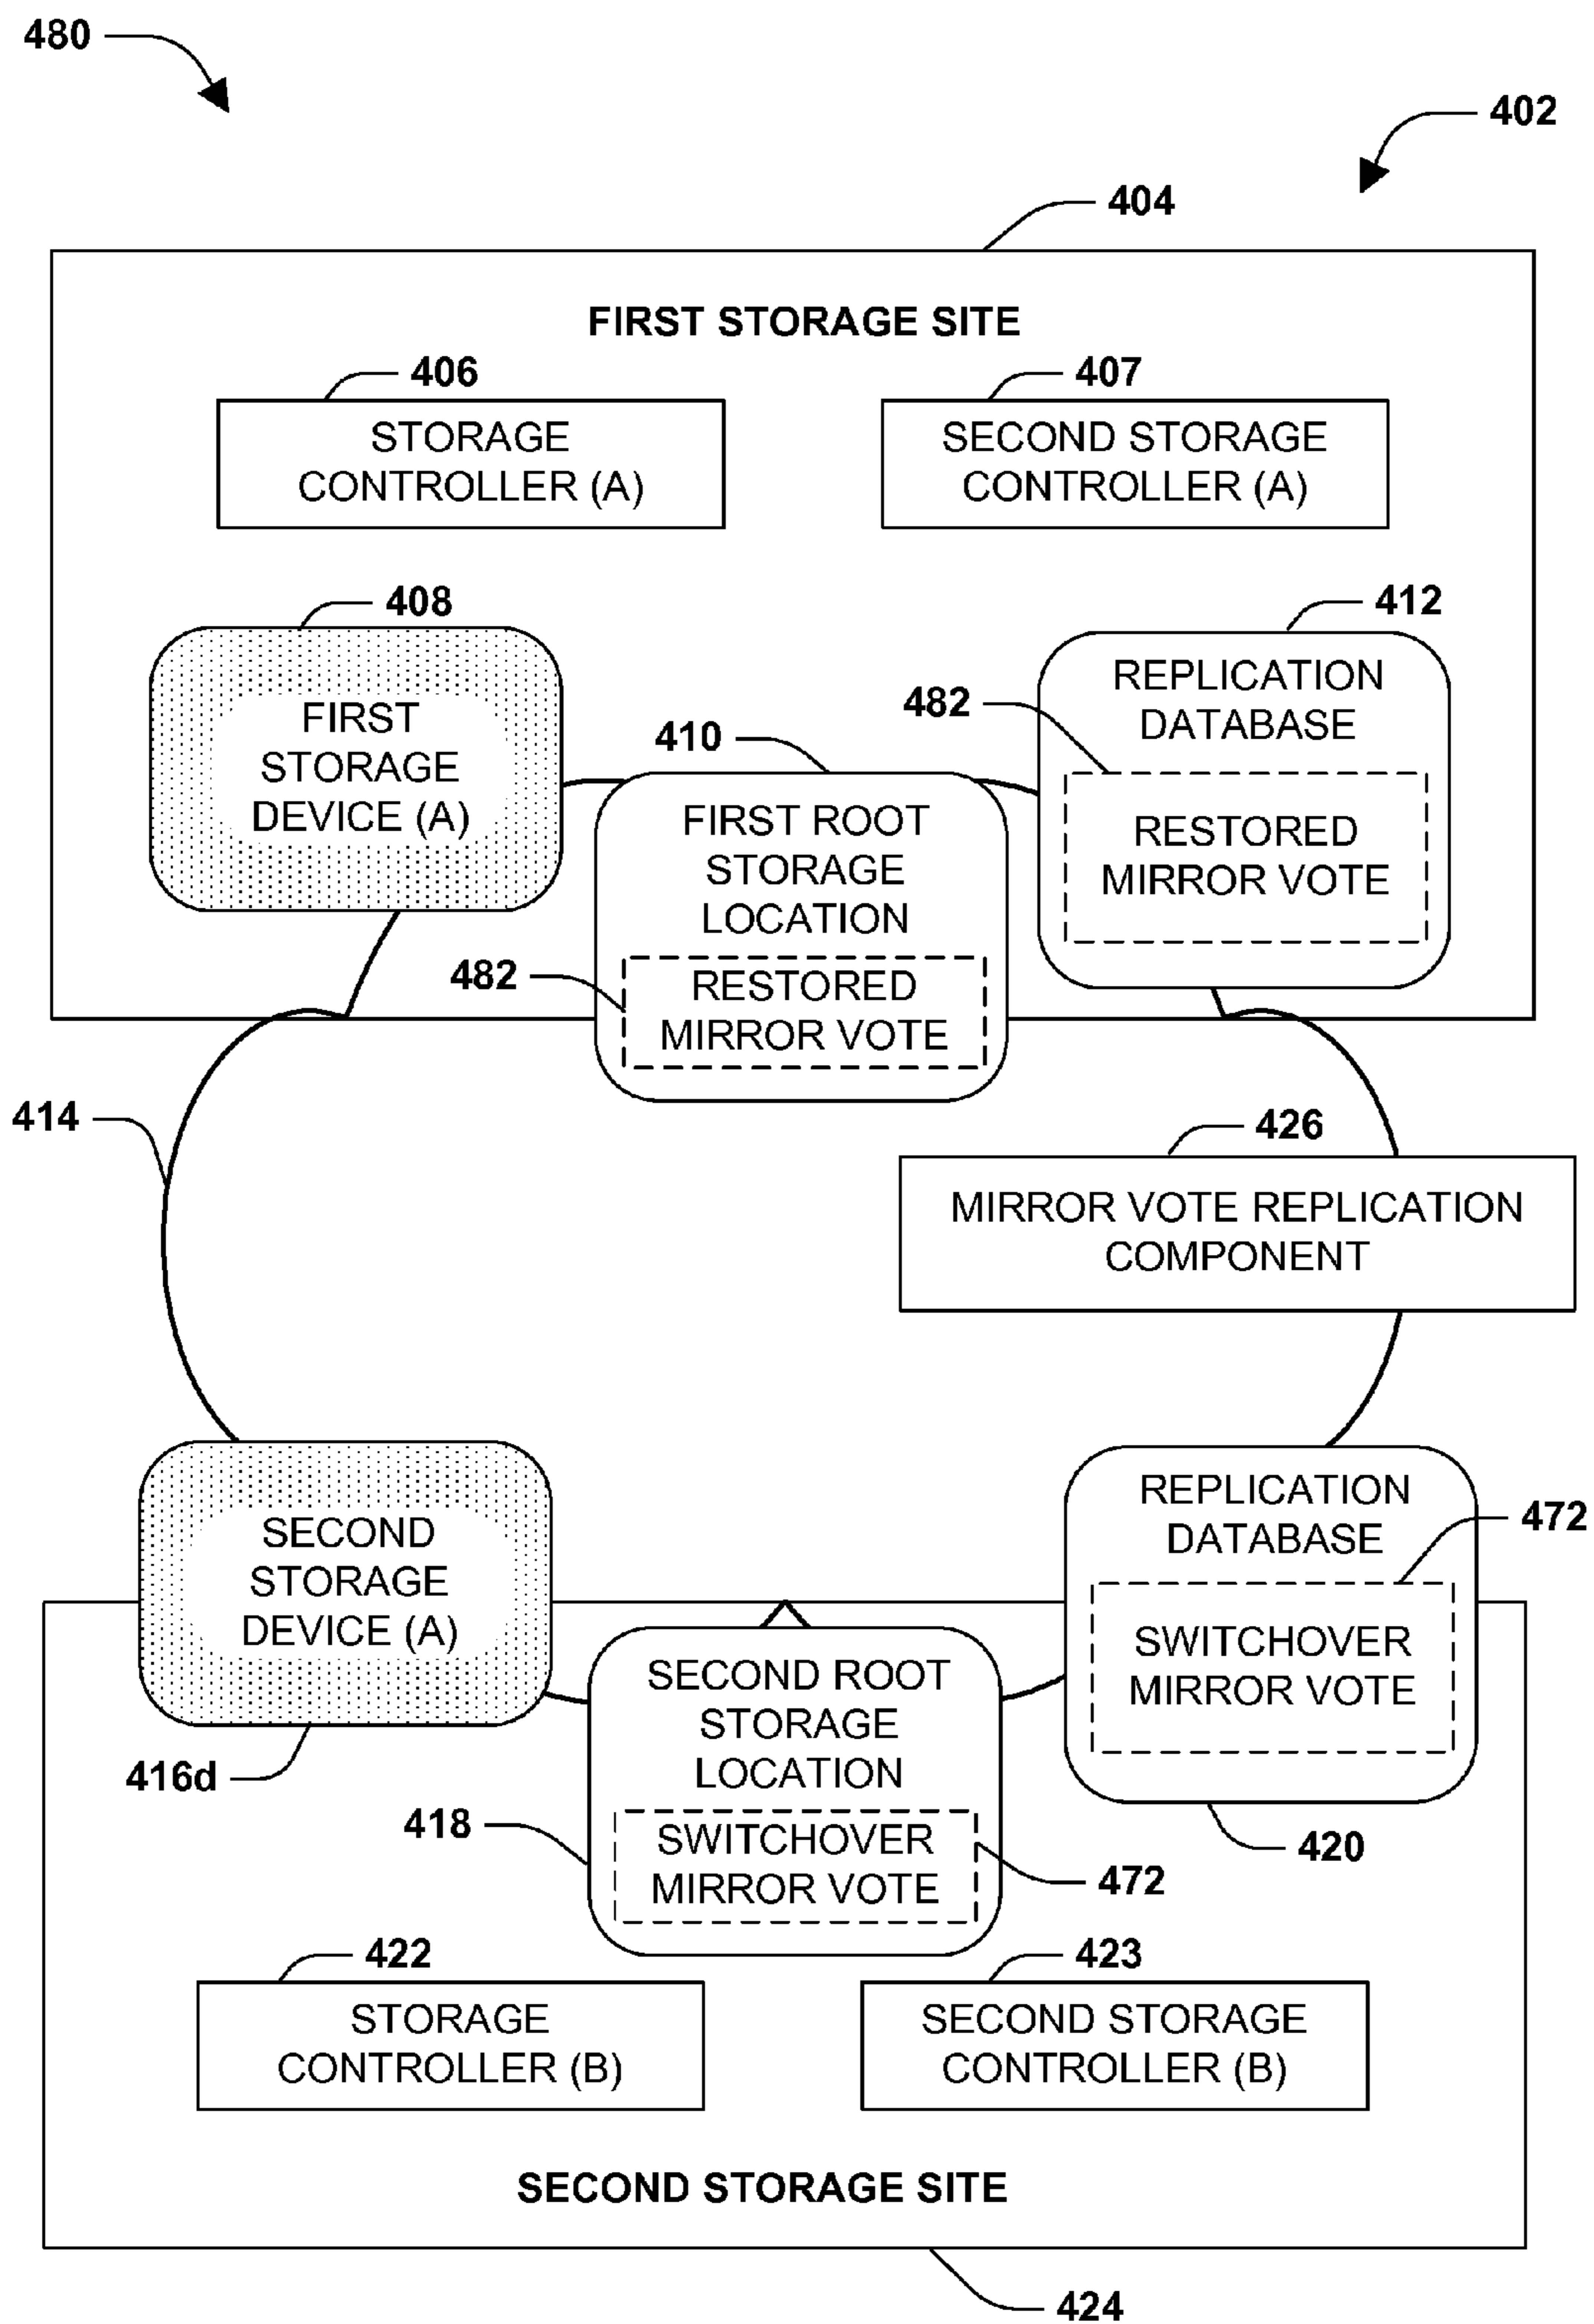 480
402
404
FIRST STORAGE SITE
406
407
STORAGE
CONTROLLER (A)
SECOND STORAGE
CONTROLLER (A)
408
412
FIRST
STORAGE
DEVICE (A)
410
482
REPLICATION
DATABASE
RESTORED
MIRROR VOTE
FIRST ROOT
STORAGE
LOCATION
482
RESTORED
MIRROR VOTE
414
426
MIRROR VOTE REPLICATION
COMPONENT
SECOND
STORAGE
DEVICE (A)
416d
REPLICATION
DATABASE
472
SWITCHOVER
MIRROR VOTE
420
SECOND ROOT
STORAGE
LOCATION
418
SWITCHOVER
MIRROR VOTE
472
422
423
STORAGE
CONTROLLER (B)
SECOND STORAGE
CONTROLLER (B)
SECOND STORAGE SITE
424